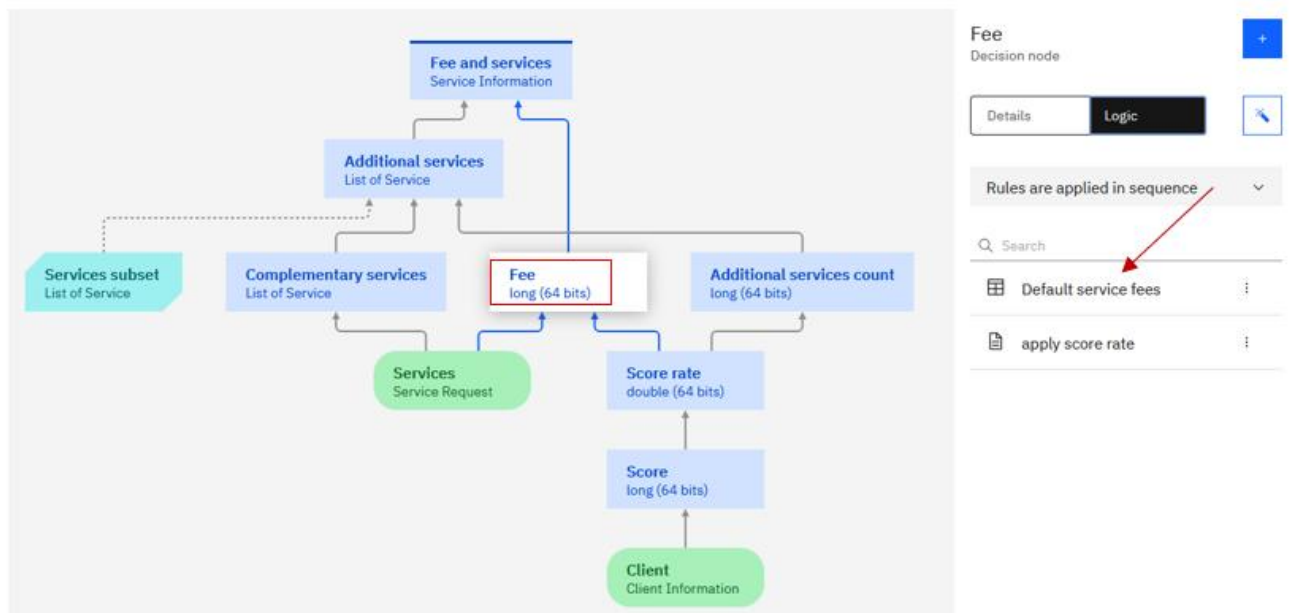 Fee and services
Service Information
Additional services
List of Service
Services subset
List of Service
Complementary services
List of Service
Fee
long (64 bits)
Additional services count
long (64 bits)
Services
Service Request
Score rate
double (64 bits)
Score
long (64 bits)
Client
Client Information
Fee
Decision node
+
Details
Logic
Rules are applied in sequence
Search
Default service fees
apply score rate